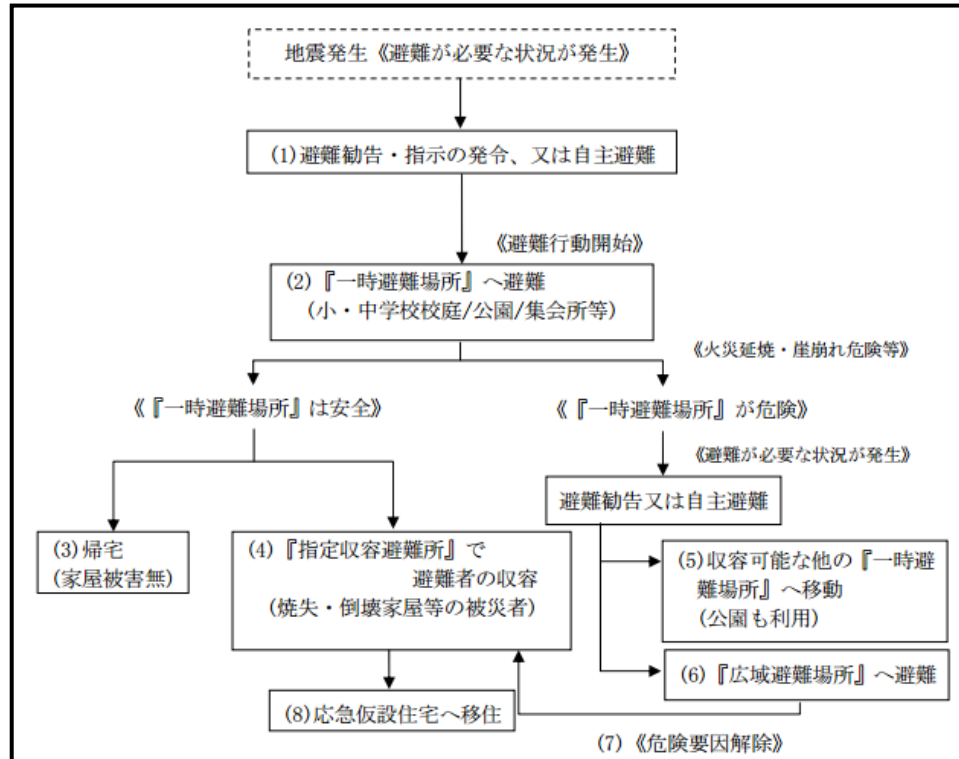 地震発生《避難が必要な状況が発生》
(1)避難勧告・指示の発令、又は自主避難
《避難行動開始》
(2)『一時避難場所』へ避難
(小・中学校校庭/公園/集会所等)
《火災延焼・崖崩れ危険等》
《『一時避難場所』は安全》
《『一時避難場所』が危険》
《避難が必要な状況が発生》
避難勧告又は自主避難
(3)帰宅
(家屋被害無)
(4)『指定収容避難所』で
避難者の収容
(焼失・倒壊家屋等の被災者)
(5)収容可能な他の『一時避
難場所』へ移動
(公園も利用)
(6)『広域避難場所』へ避難
(8)応急仮設住宅へ移住
(7)《危険要因解除》